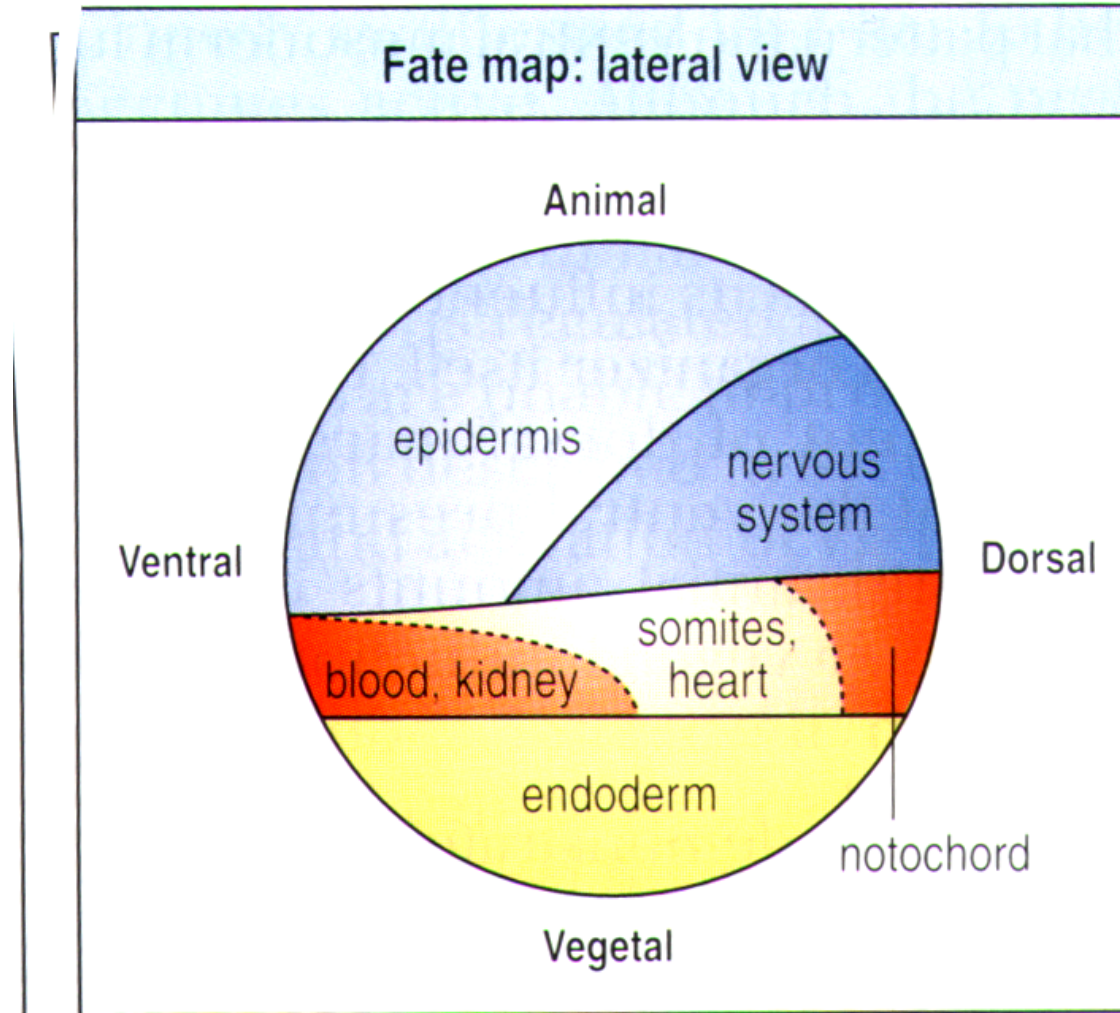 Fate map: lateral view
Animal
epidermis
nervous
system
Ventral
Dorsal
somites,
heart
blood, kidney
endoderm
notochord
Vegetal